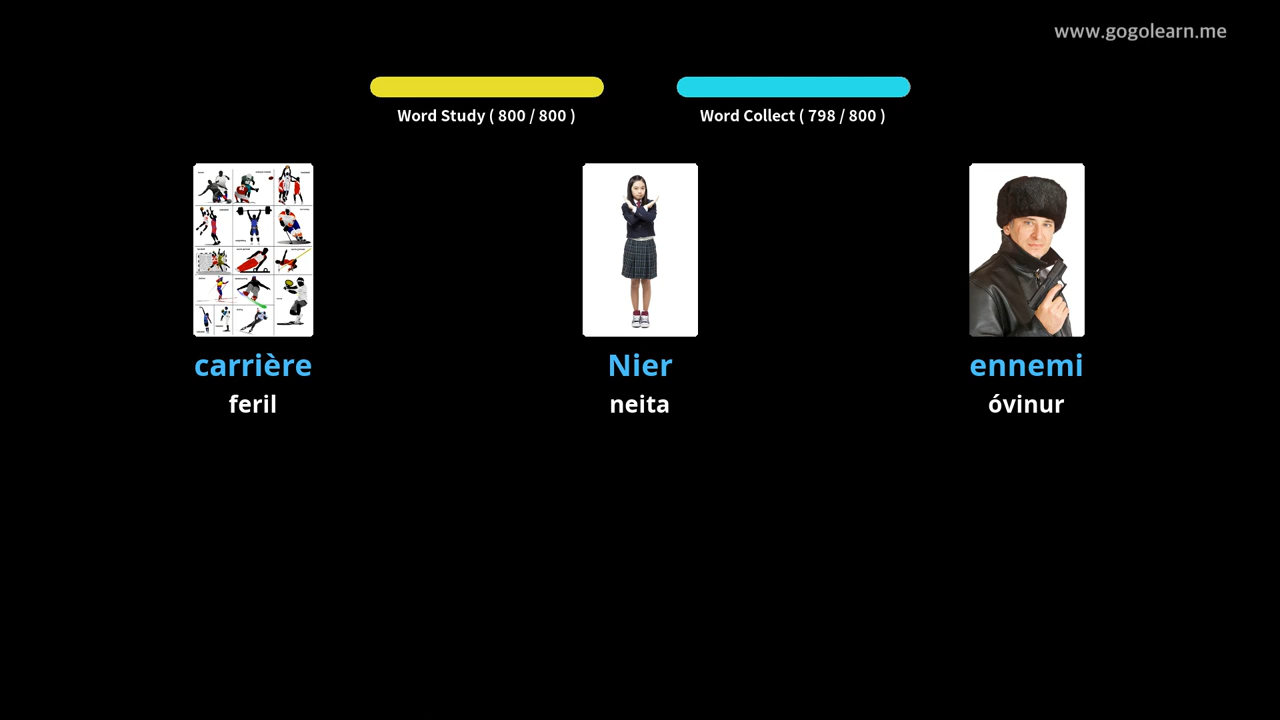 www.gogolearn.me
Word Study ( 800 / 800 )
Word Collect ( 798 / 800 )
carrière
Nier
ennemi
feril
neita
óvinur